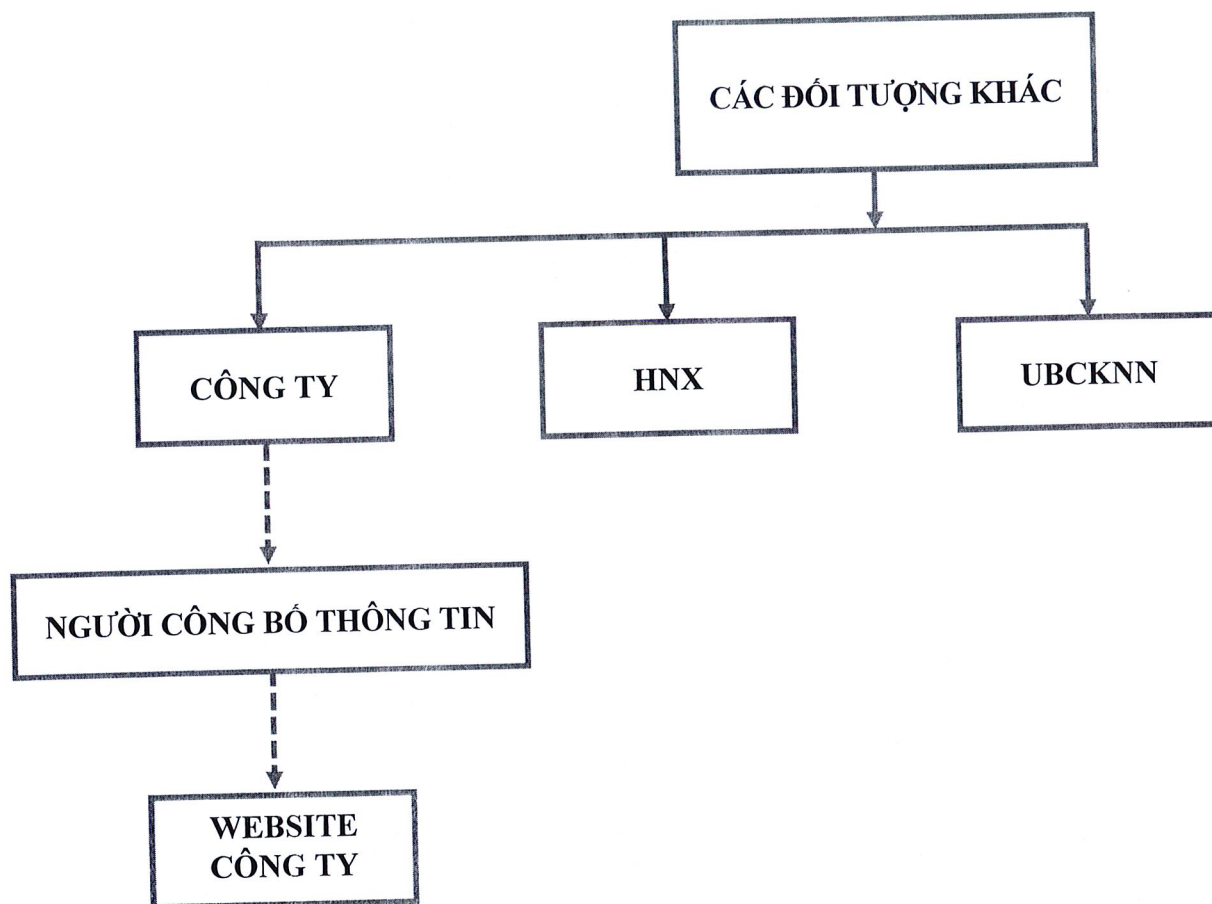 CÁC ĐỐI TƯỢNG KHÁC
CÔNG TY
HNX
UBCKNN
NGƯỜI CÔNG BỐ THÔNG TIN
WEBSITE
CÔNG TY